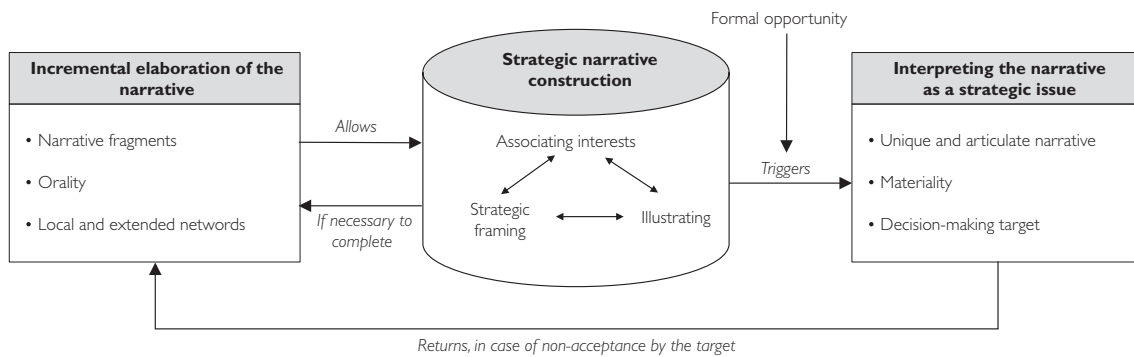 Formal opportunity
Incremental elaboration of the
narrative
• Narrative fragments
• Orality
• Local and extended networks
Allows
If necessary to
complete
Strategic narrative
construction
Associating interests
Strategic
framing
Illustrating
Triggers
Interpreting the narrative
as a strategic issue
• Unique and articulate narrative
• Materiality
• Decision-making target
Returns, in case of non-acceptance by the target